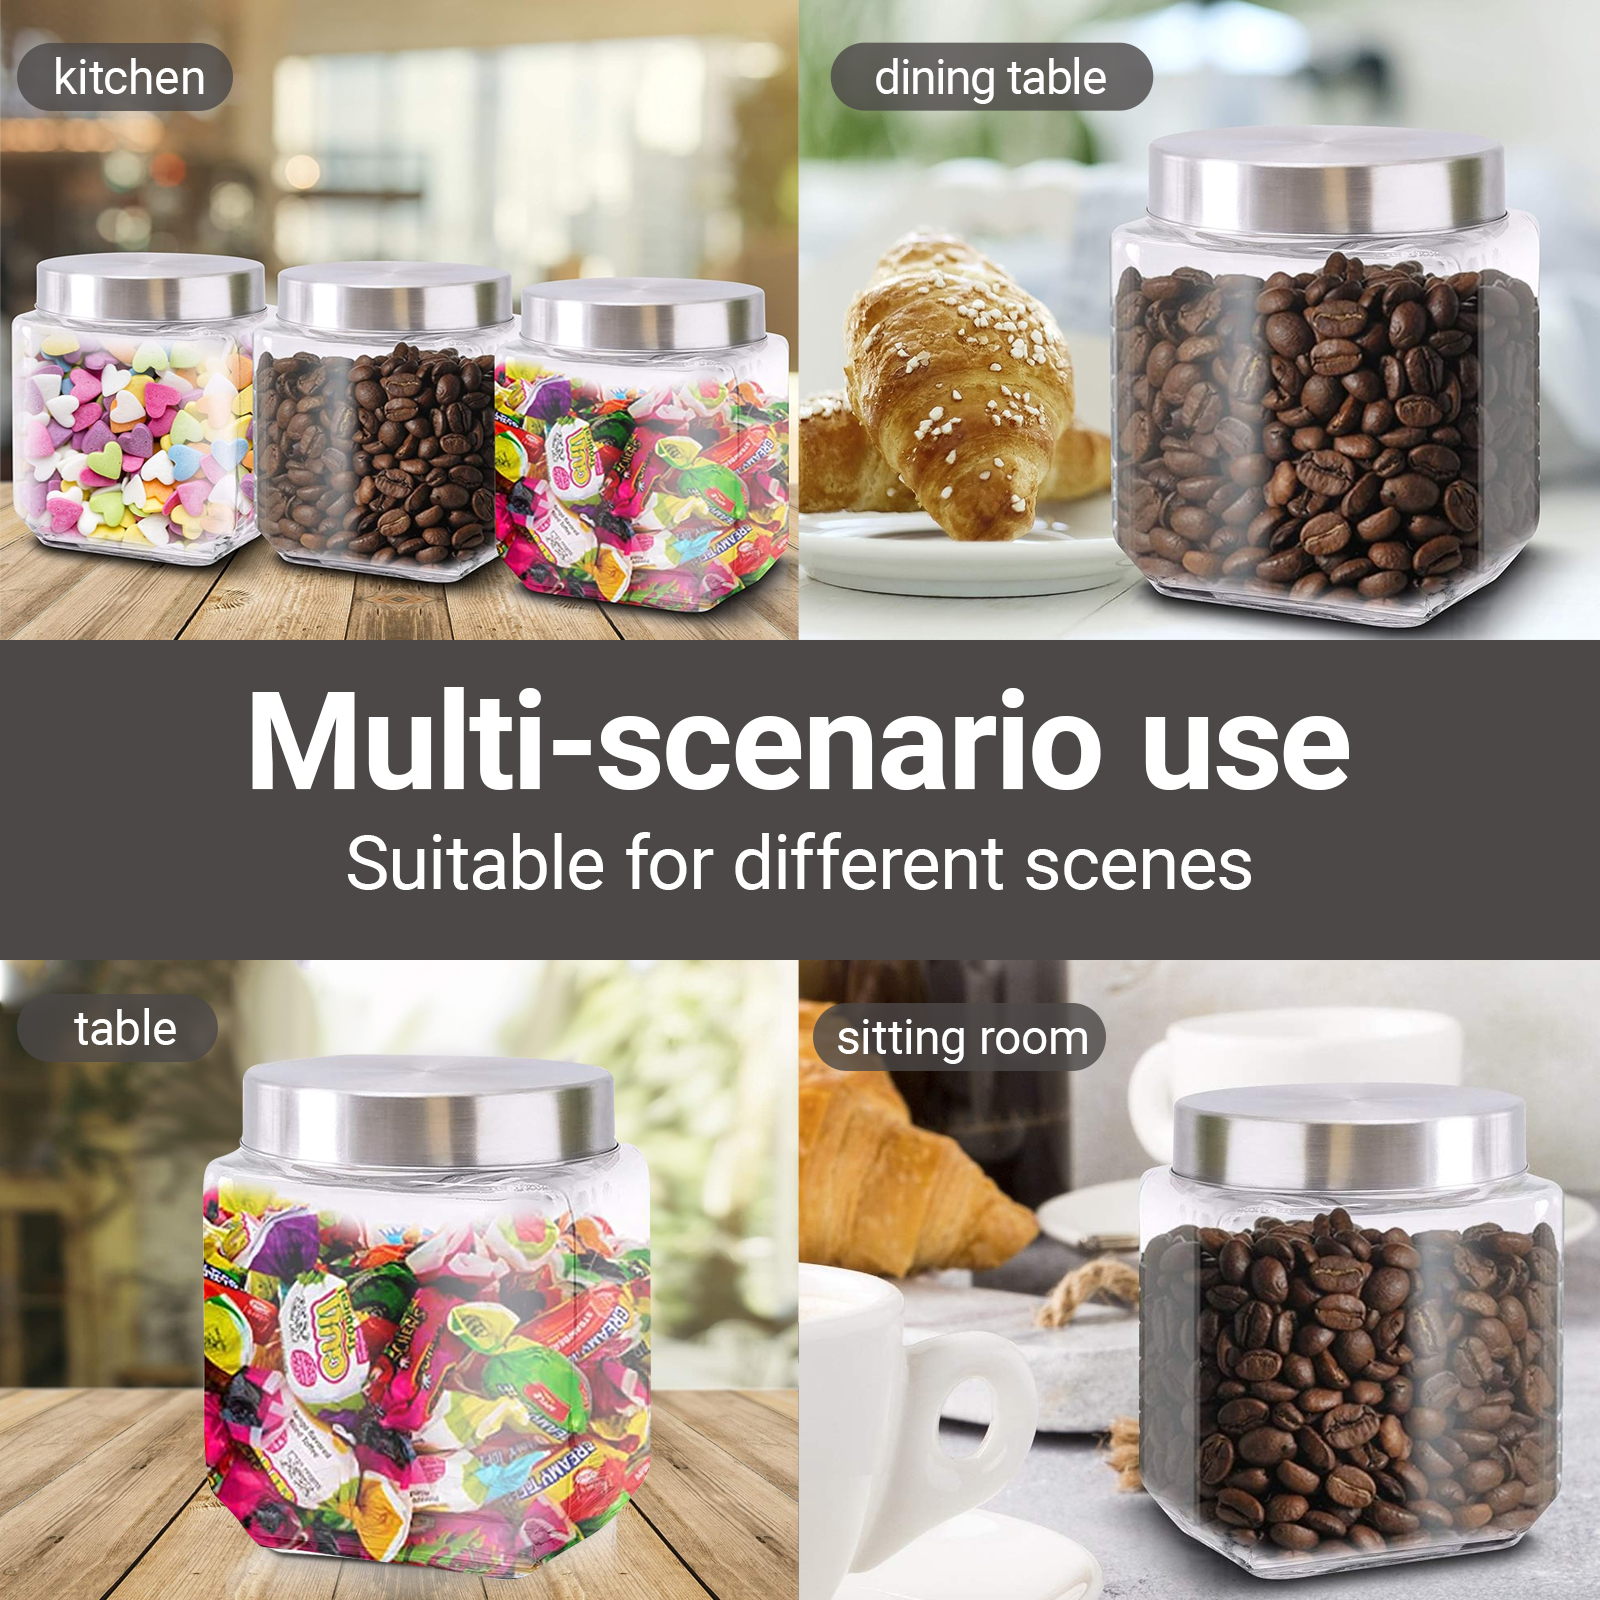 kitchen
dining table
Multi-scenario use
Suitable for different scenes
table
sitting room